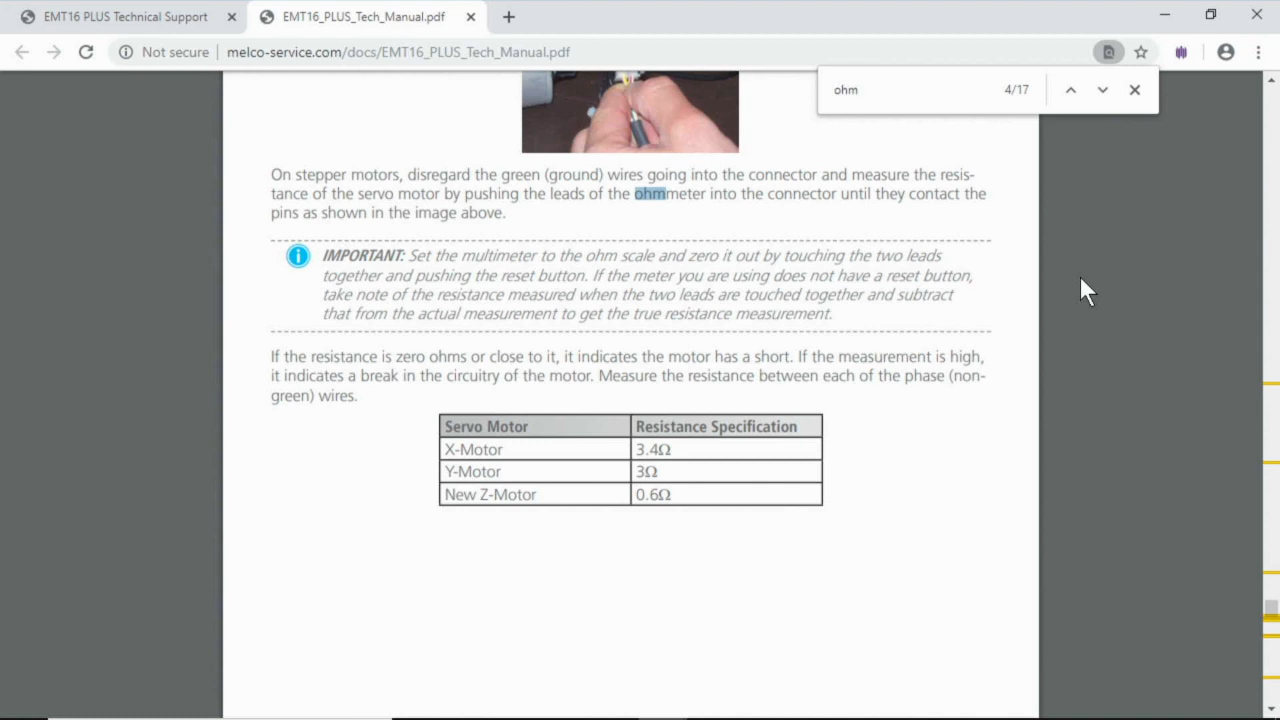 EMT16 PLUS Technical Support
EMT16_PLUS_Tech_Manual.pdf
Not secure
melco-service.com/docs/EMT16_PLUS_Tech_Manual.pdf
ohm
4/17
On stepper motors, disregard the green (ground) wires going into the connector and measure the resis-
tance of the servo motor by pushing the leads of the ohmmeter into the connector until they contact the
pins as shown in the image above.
IMPORTANT: Set the multimeter to the ohm scale and zero it out by touching the two leads
together and pushing the reset button. If the meter you are using does not have a reset button,
take note of the resistance measured when the two leads are touched together and subtract
that from the actual measurement to get the true resistance measurement.
If the resistance is zero ohms or close to it, it indicates the motor has a short. If the measurement is high,
it indicates a break in the circuitry of the motor. Measure the resistance between each of the phase (non-
green) wires.
Servo Motor Resistance Specification
X-Motor 3.4Ω
Y-Motor 3Ω
New Z-Motor 0.6Ω